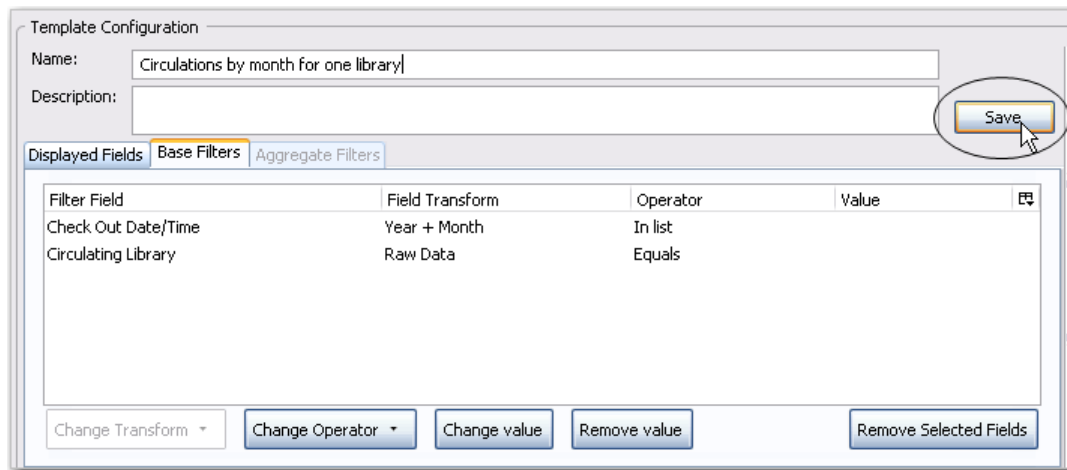 Template Configuration
Name: Circulations by month for one library
Description:
Save
Displayed Fields Base Filters Aggregate Filters
Filter Field Field Transform Operator Value
Check Out Date/Time Year + Month In list
Circulating Library Raw Data Equals
Change Transform Change Operator Change value Remove value Remove Selected Fields